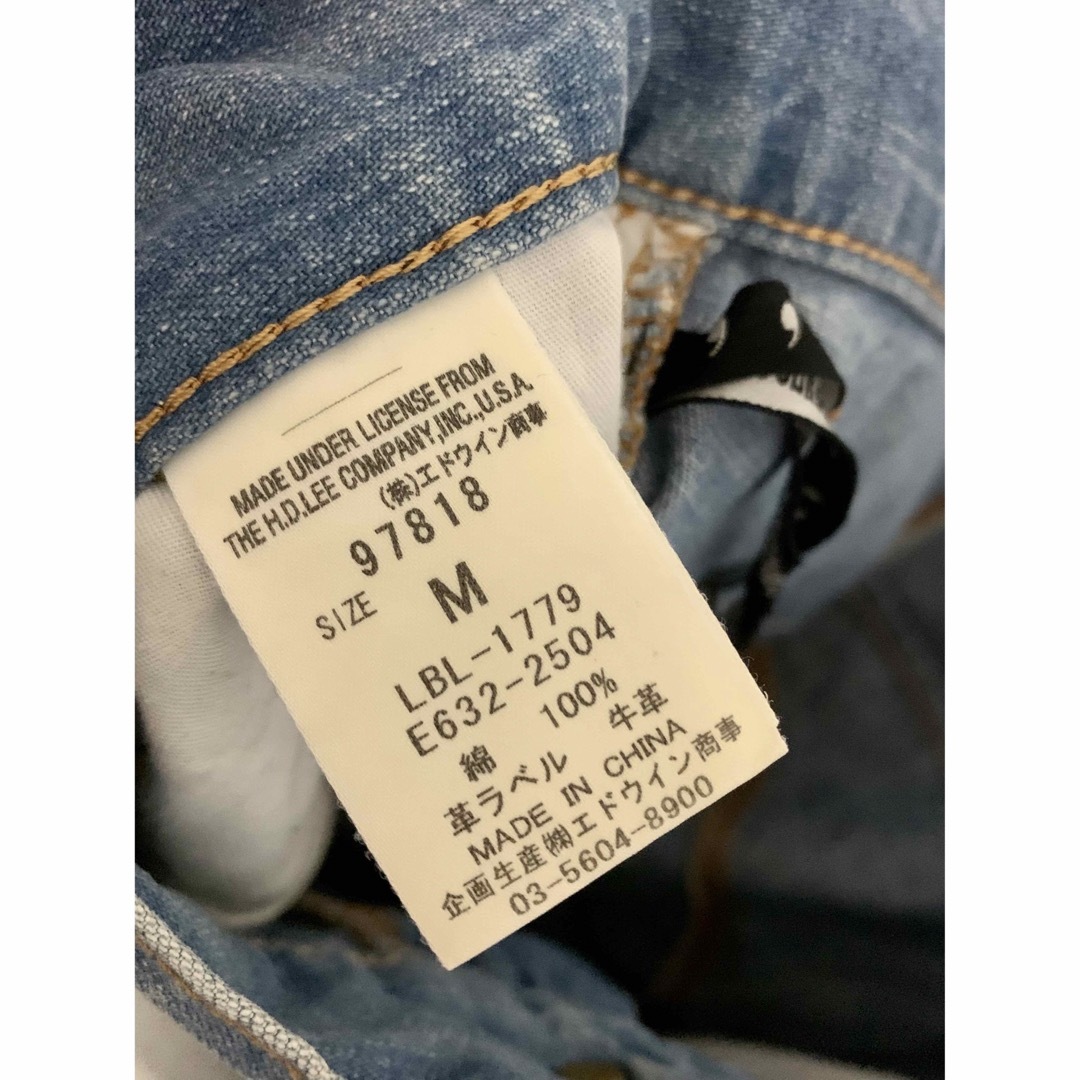 MADE UNDER LICENSE FROM
THE H.D.LEE COMPANY,INC.,U.S.A.
(株)エドウイン商事
97818
SIZE M
LBL-1779
E632-2504
綿 100%
革ラベル 牛革
MADE IN CHINA
企画生産㈱エドウイン商事
03-5604-8900